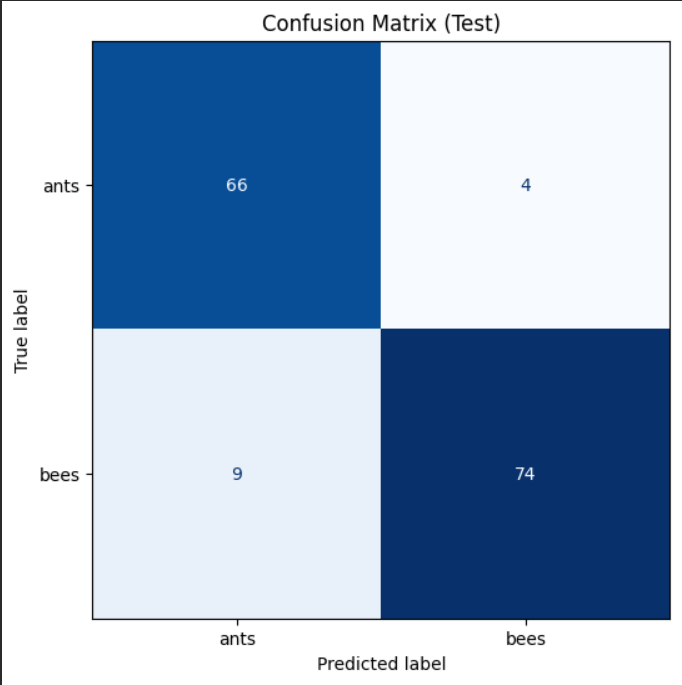 Confusion Matrix (Test)
ants
66
4
True label
bees
9
74
ants
bees
Predicted label